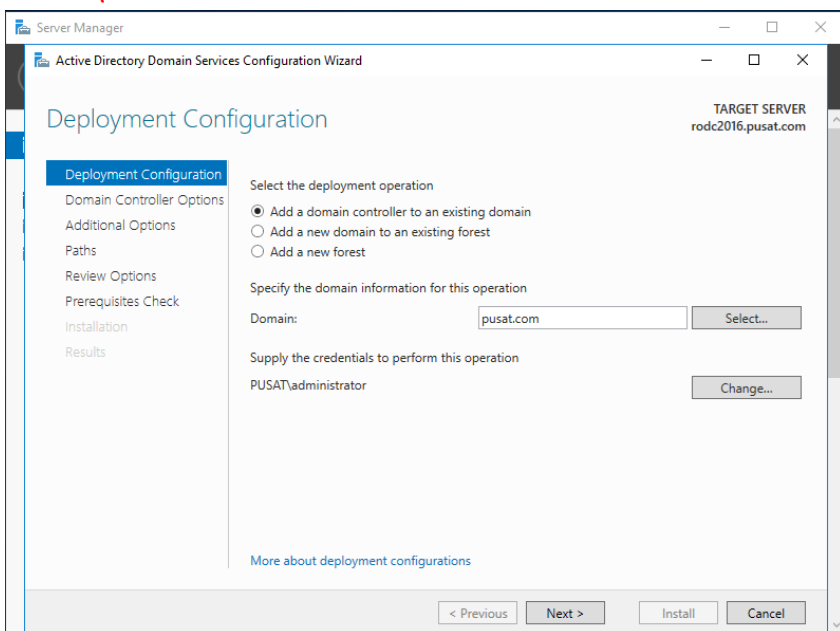 Server Manager
Active Directory Domain Services Configuration Wizard
Deployment Configuration
TARGET SERVER
rodc2016.pusat.com
Deployment Configuration
Domain Controller Options
Additional Options
Paths
Review Options
Prerequisites Check
Installation
Results
Select the deployment operation
Add a domain controller to an existing domain
Add a new domain to an existing forest
Add a new forest
Specify the domain information for this operation
Domain: pusat.com Select...
Supply the credentials to perform this operation
PUSAT\administrator Change...
More about deployment configurations
< Previous Next > Install Cancel